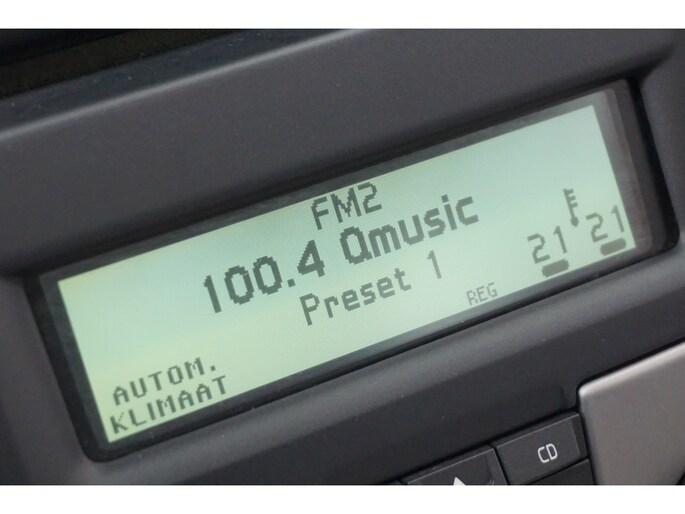 FM2
100.4 Qmusic
Preset 1
21 21
REG
AUTOM.
KLIMAAT
CD